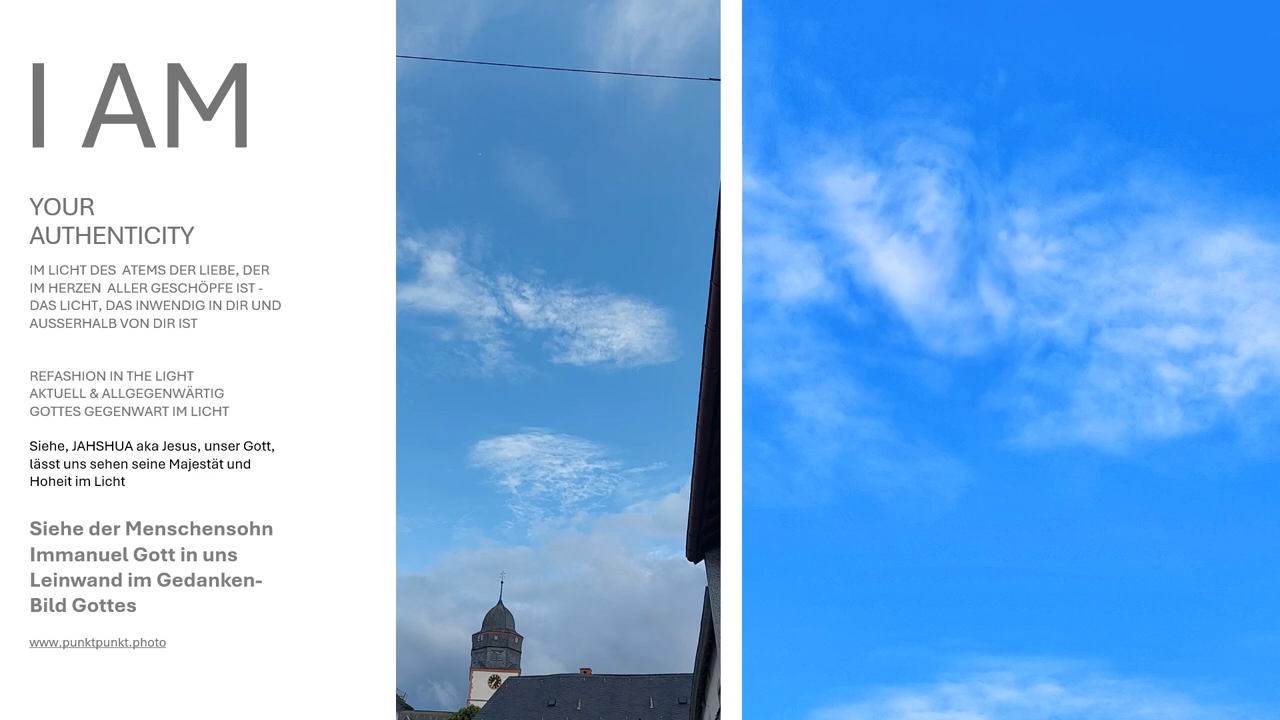 I AM
YOUR
AUTHENTICITY
IM LICHT DES  ATEMS DER LIEBE, DER
IM HERZEN  ALLER GESCHÖPFE IST -
DAS LICHT, DAS INWENDIG IN DIR UND
AUSSERHALB VON DIR IST
REFASHION IN THE LIGHT
AKTUELL & ALLGEGENWÄRTIG
GOTTES GEGENWART IM LICHT
Siehe, JAHSHUA aka Jesus, unser Gott,
lässt uns sehen seine Majestät und
Hoheit im Licht
Siehe der Menschensohn
Immanuel Gott in uns
Leinwand im Gedanken-
Bild Gottes
www.punktpunkt.photo